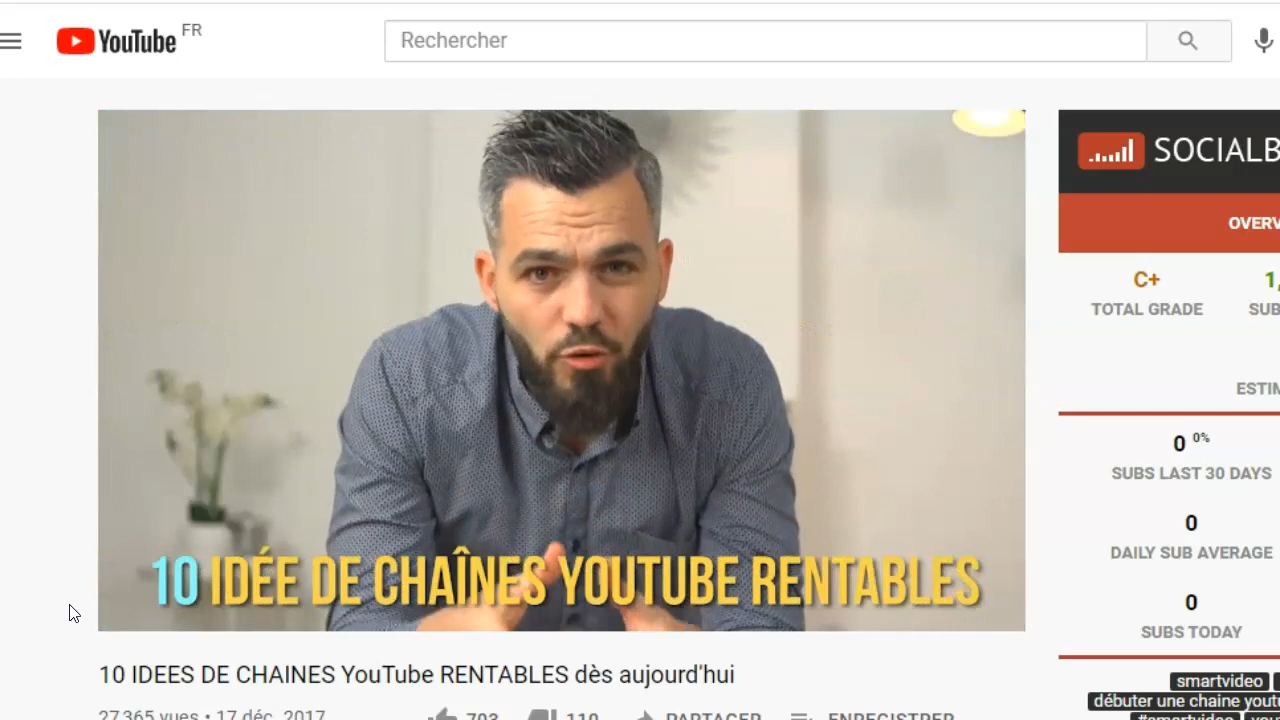 YouTube FR
Rechercher
10 IDÉE DE CHAÎNES YOUTUBE RENTABLES
10 IDEES DE CHAINES YouTube RENTABLES dès aujourd'hui
27 365 vues • 17 déc. 2017
703
110
PARTAGER
ENREGISTRER
SOCIALB
OVERV
C+
1,
TOTAL GRADE
SUB
ESTIM
0 0%
SUBS LAST 30 DAYS
0
DAILY SUB AVERAGE
0
SUBS TODAY
smartvideo
débuter une chaine yout
#smartvideo